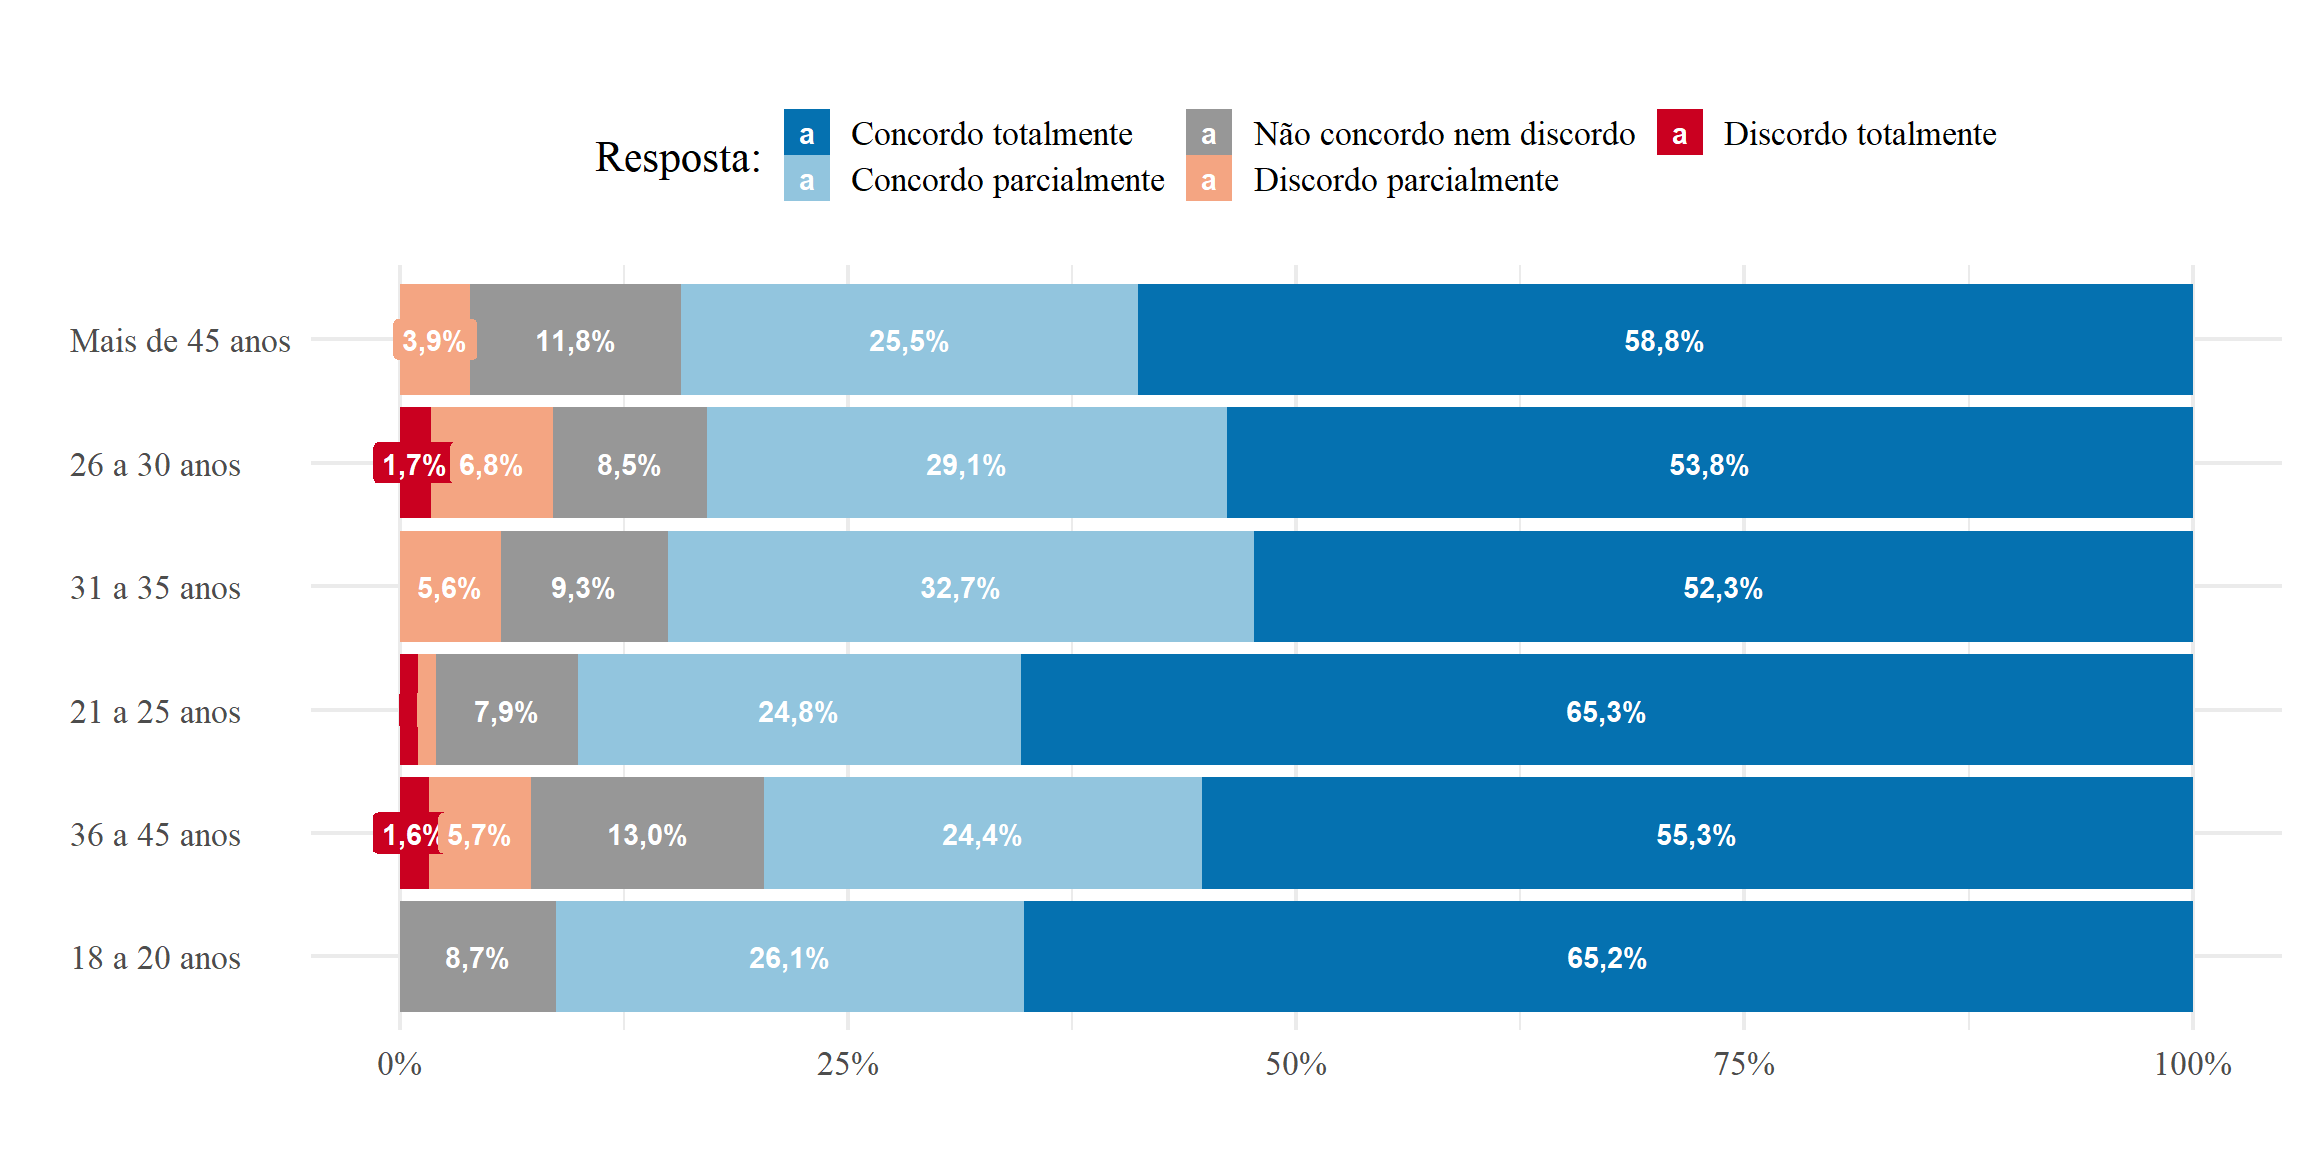 Resposta:
a Concordo totalmente a Não concordo nem discordo a Discordo totalmente
a Concordo parcialmente a Discordo parcialmente
Mais de 45 anos 3,9% 11,8% 25,5% 58,8%
26 a 30 anos 1,7% 6,8% 8,5% 29,1% 53,8%
31 a 35 anos 5,6% 9,3% 32,7% 52,3%
21 a 25 anos 7,9% 24,8% 65,3%
36 a 45 anos 1,6% 5,7% 13,0% 24,4% 55,3%
18 a 20 anos 8,7% 26,1% 65,2%
0% 25% 50% 75% 100%